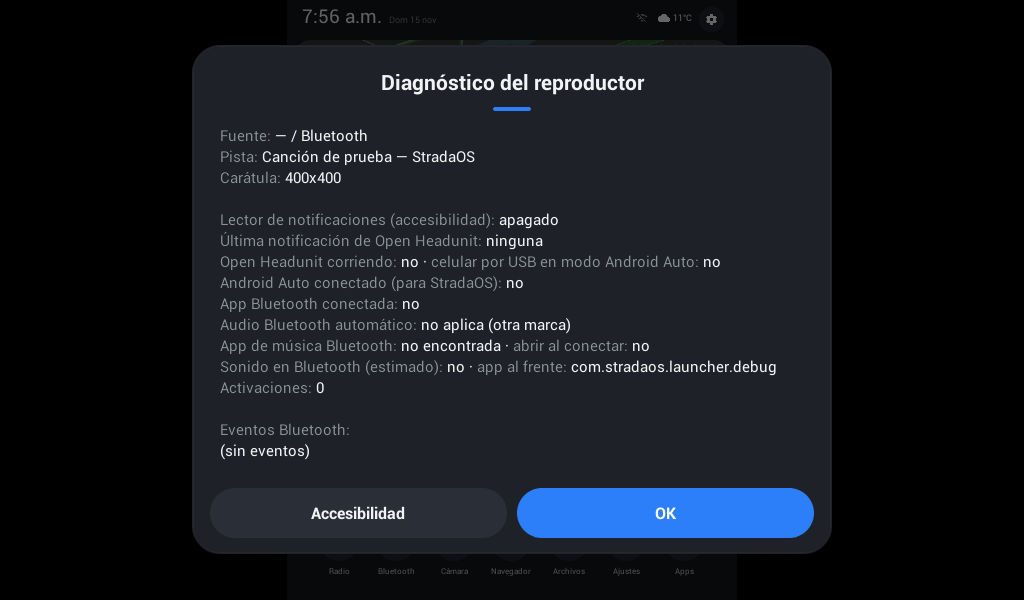 7:56 a.m. Dom 15 nov 11°C
Diagnóstico del reproductor
Fuente: — / Bluetooth
Pista: Canción de prueba — StradaOS
Carátula: 400x400
Lector de notificaciones (accesibilidad): apagado
Última notificación de Open Headunit: ninguna
Open Headunit corriendo: no · celular por USB en modo Android Auto: no
Android Auto conectado (para StradaOS): no
App Bluetooth conectada: no
Audio Bluetooth automático: no aplica (otra marca)
App de música Bluetooth: no encontrada · abrir al conectar: no
Sonido en Bluetooth (estimado): no · app al frente: com.stradaos.launcher.debug
Activaciones: 0
Eventos Bluetooth:
(sin eventos)
Accesibilidad OK
Radio Bluetooth Cámara Navegador Archivos Ajustes Apps